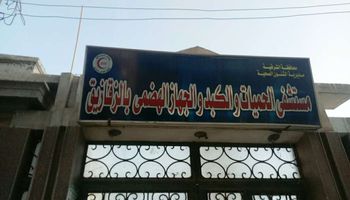 محافظة الشرقية
مديرية الشئون الصحية
مستشفى الحميات والكبد والجهاز الهضمى بالزقازيق